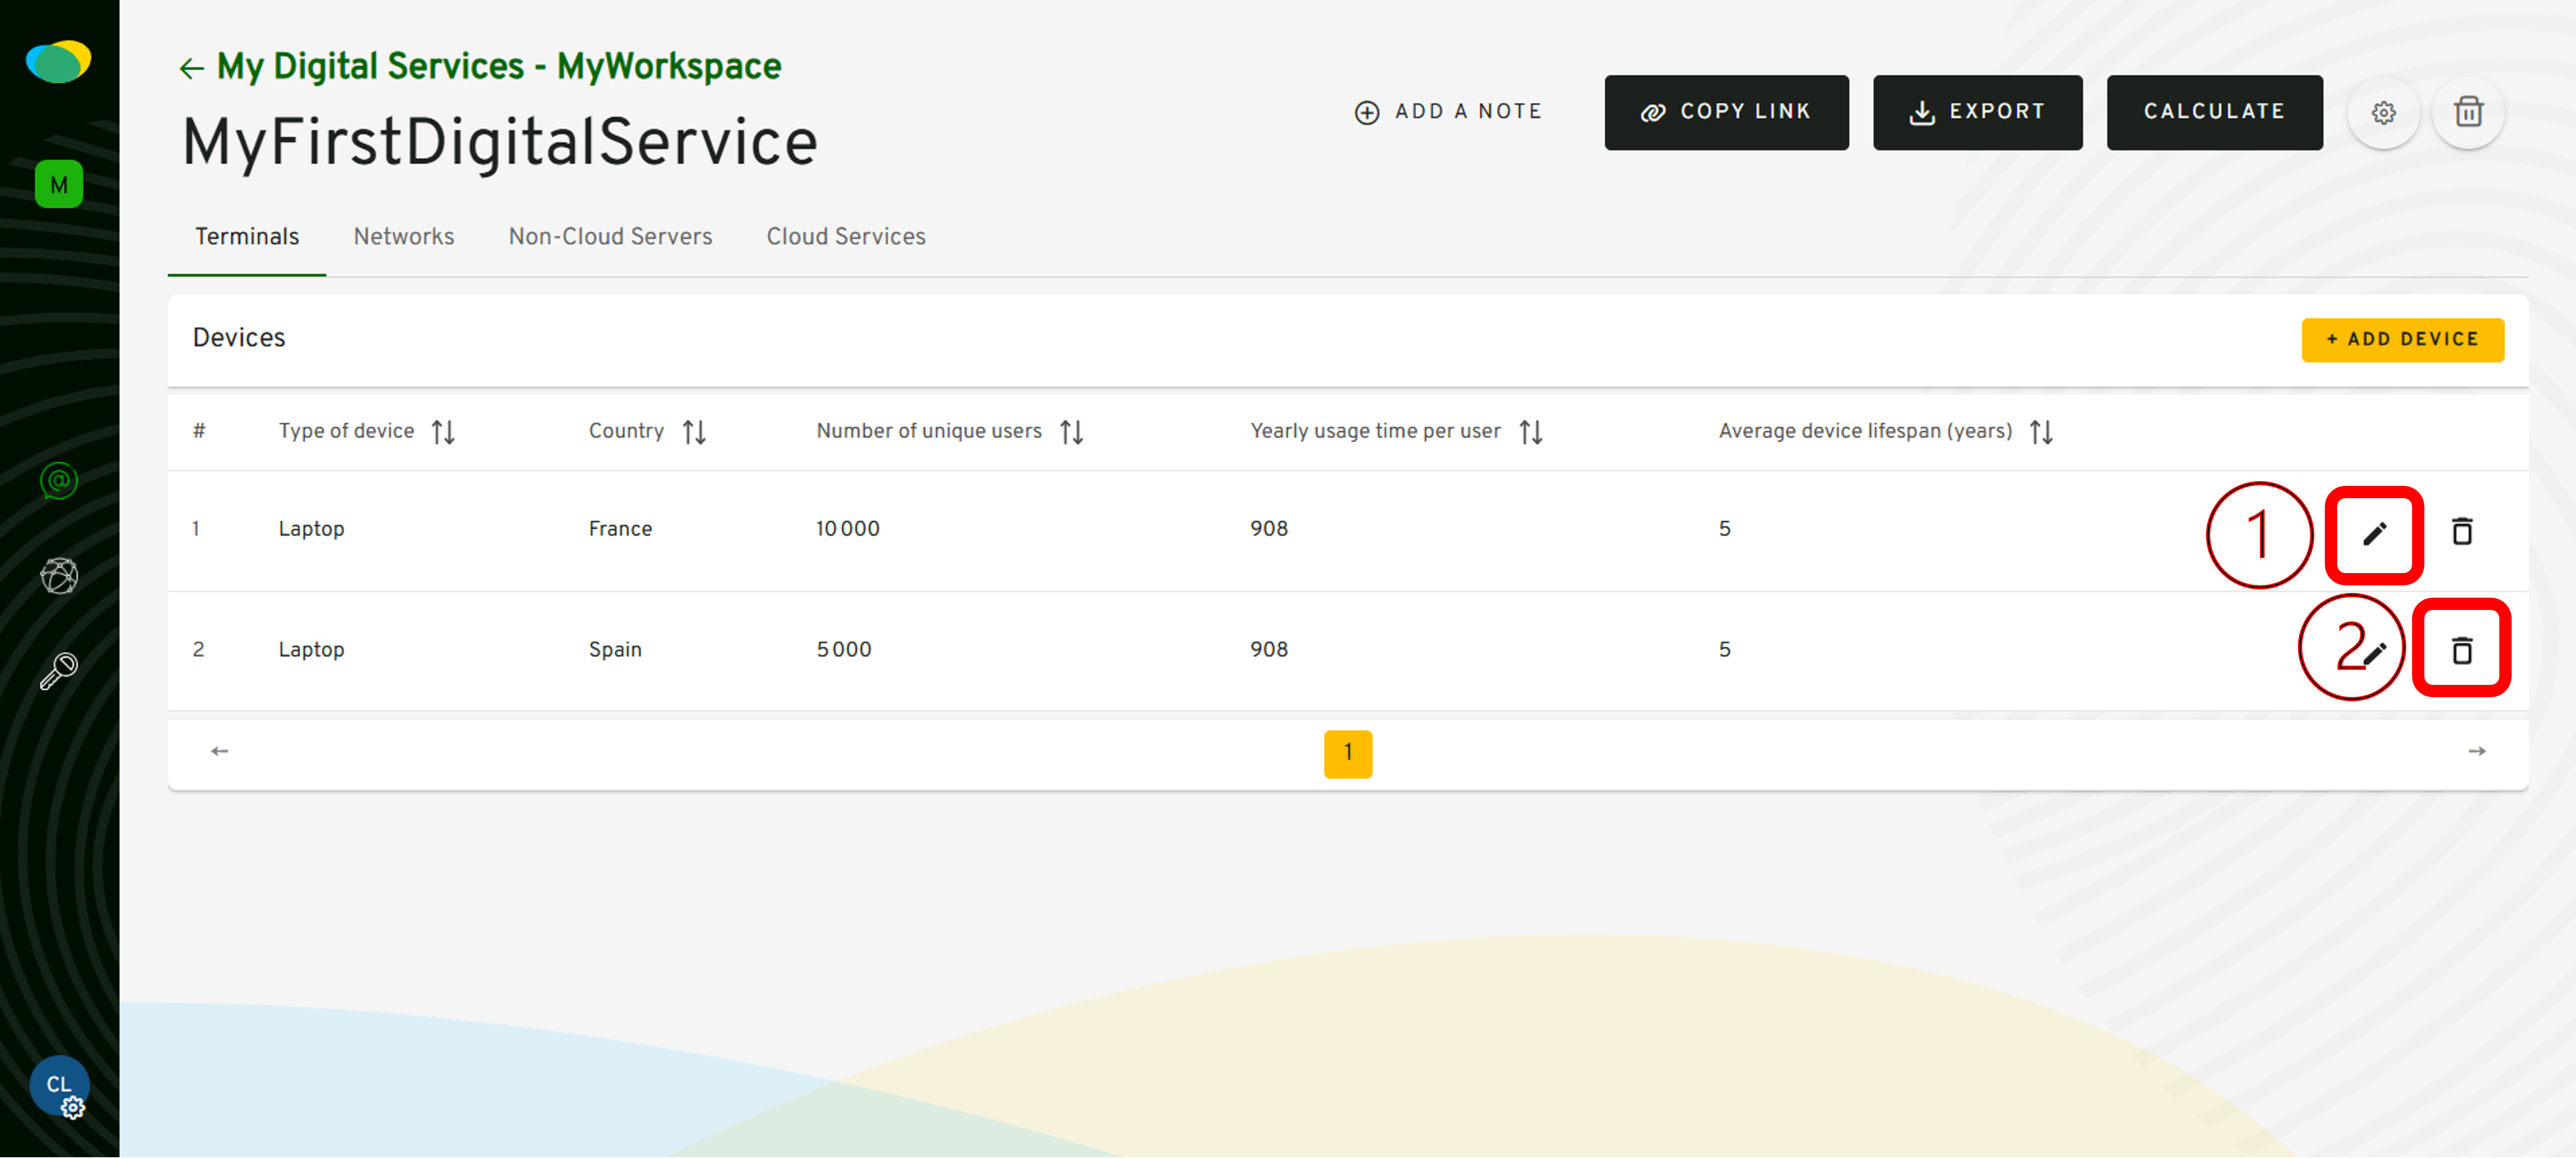 ← My Digital Services - MyWorkspace
MyFirstDigitalService
ADD A NOTE
COPY LINK
EXPORT
CALCULATE
M
Terminals
Networks
Non-Cloud Servers
Cloud Services
Devices
+ ADD DEVICE
# Type of device Country Number of unique users Yearly usage time per user Average device lifespan (years)
1 Laptop France 10 000 908 5
1
2 Laptop Spain 5 000 908 5
2
← 1 →
CL